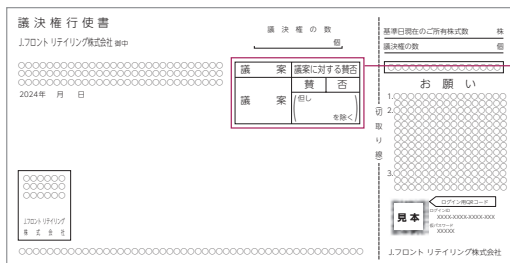 議決権行使書
J.フロント リテイリング株式会社 御中
議 決 権 の 数
個
○○○○○○○○○○○○○○○○○○○○○○○○○○○○○○
○○○○○○○○○○○○○○○○○○○○○○○○○○○○○○
○○○○○○○○○○○○○○○○○○○○○○○○○○○○○○
2024年 月 日
議 案 議案に対する賛否
議 案 賛 否
(但し
を除く)
○○○○○○
○○○○○
○○○○○○
J.フロント リテイリング
株 式 会 社
切
取
り
線
基準日現在のご所有株式数 株
議決権の数 個
お 願 い
1.
2.
3.
ログイン用QRコード
見本
ログインID
XXXX-XXXX-XXXX-XXX
仮パスワード
XXXXX
J.フロント リテイリング株式会社